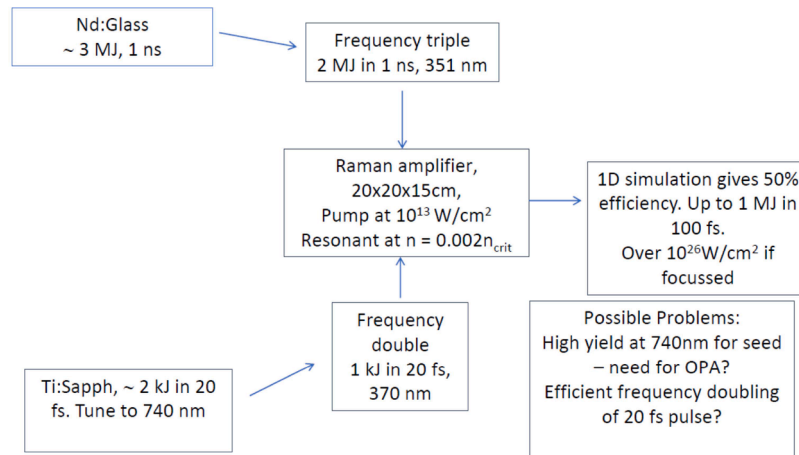 Nd:Glass
~ 3 MJ, 1 ns
Frequency triple
2 MJ in 1 ns, 351 nm
Raman amplifier,
20x20x15cm,
Pump at 10¹³ W/cm²
Resonant at n = 0.002n_crit
1D simulation gives 50%
efficiency. Up to 1 MJ in
100 fs.
Over 10²⁶W/cm² if
focussed
Frequency
double
1 kJ in 20 fs,
370 nm
Ti:Sapph, ~ 2 kJ in 20
fs. Tune to 740 nm
Possible Problems:
High yield at 740nm for seed
– need for OPA?
Efficient frequency doubling
of 20 fs pulse?